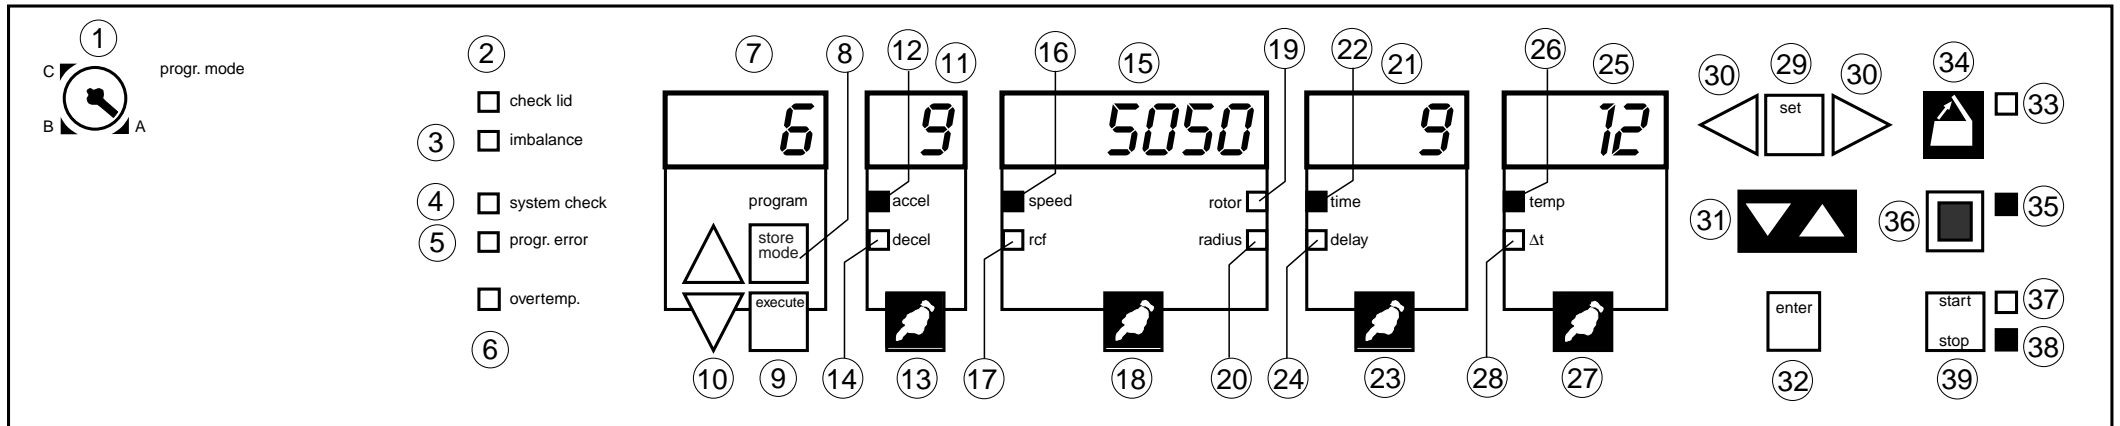 1
C
progr. mode
B
A
2
check lid
3
imbalance
4
system check
5
progr. error
overtemp.
6
7
8
6
program
store
mode
execute
10
9
12
11
9
accel
decel
14
13
16
15
19
5050
speed
rotor
rcf
radius
17
18
20
22
21
9
time
delay
24
23
26
25
12
temp
Δt
28
27
30
29
30
set
31
enter
32
34
33
36
35
start
37
stop
38
39